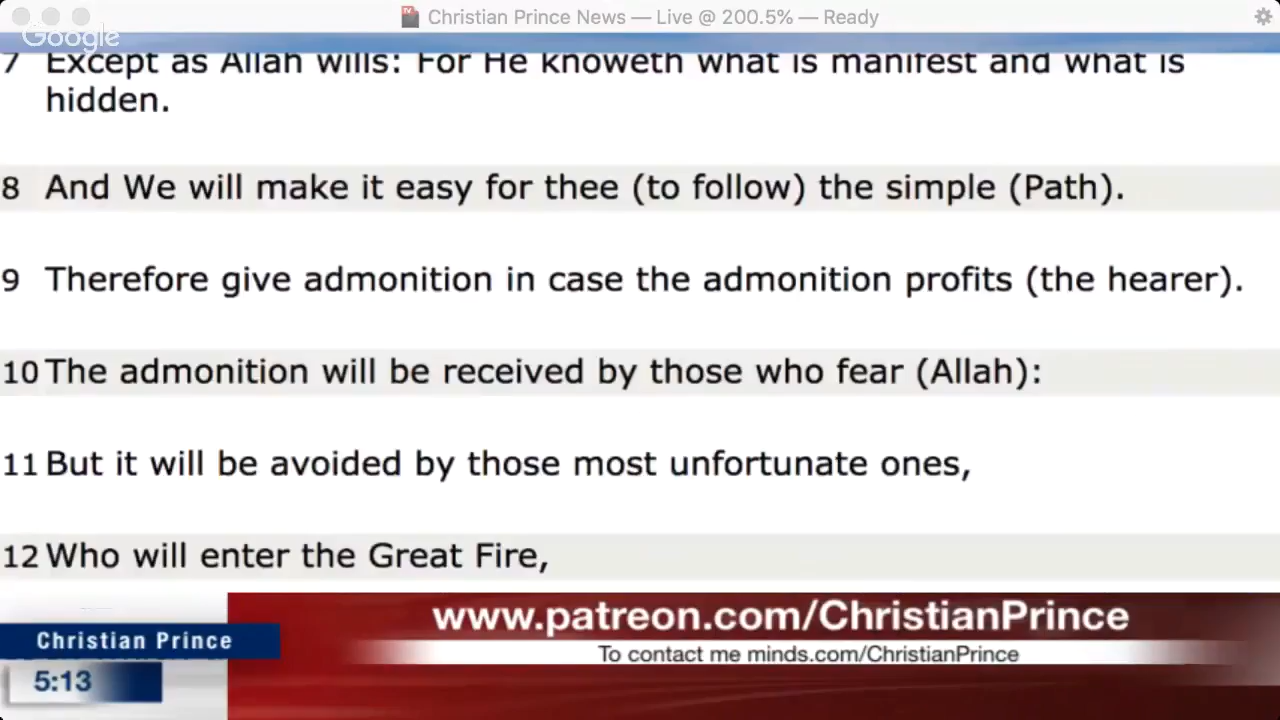 Christian Prince News — Live @ 200.5% — Ready
Google
7 Except as Allah wills: For He knoweth what is manifest and what is
hidden.
8 And We will make it easy for thee (to follow) the simple (Path).
9 Therefore give admonition in case the admonition profits (the hearer).
10 The admonition will be received by those who fear (Allah):
11 But it will be avoided by those most unfortunate ones,
12 Who will enter the Great Fire,
www.patreon.com/ChristianPrince
Christian Prince
To contact me minds.com/ChristianPrince
5:13